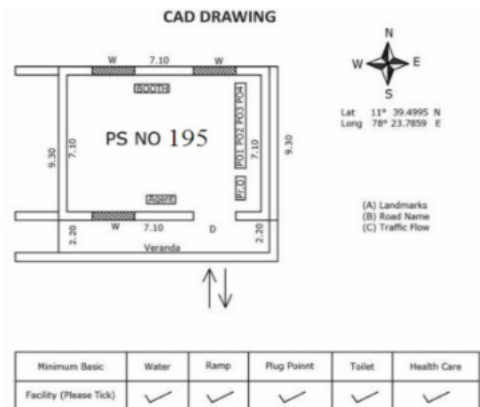 CAD DRAWING
W 7.10 W
BOOTH
PS NO 195
PO1 PO2 PO3 PO4
Pr.O
Agent
9.30
7.10
7.10
9.30
W 7.10 D
2.20
2.20
Veranda
N
W E
S
Lat 11° 39.4995 N
Long 78° 23.7859 E
(A) Landmarks
(B) Road Name
(C) Traffic Flow
Minimum Basic Water Ramp Plug Poinnt Toilet Health Care
Facility (Please Tick)